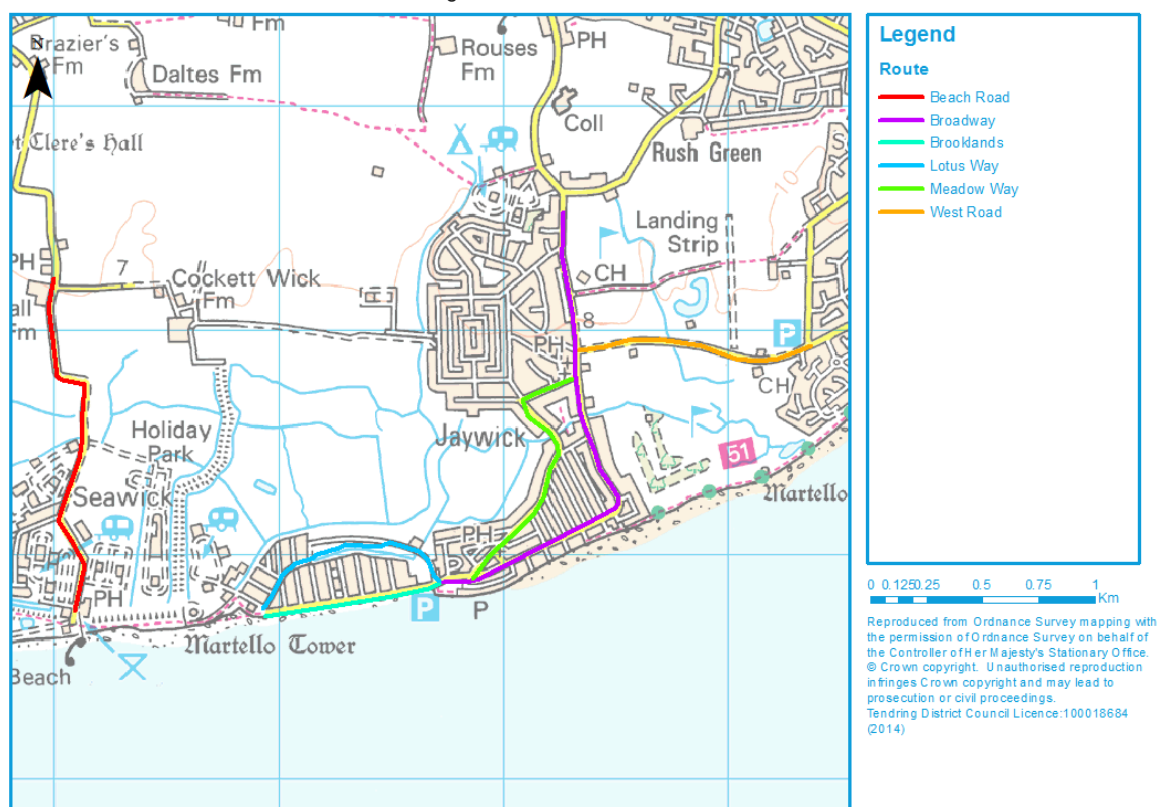 N
Brazier's
Fm
Fm
Daltes Fm
Rouses
Fm
PH
Coll
t Clere's Hall
Rush Green
S
10
Landing
Strip
PH
7
Cockett Wick
Fm
CH
all
Fm
8
PH
P
CH
Holiday
Park
Jaywick
51
Seawick
Martello
PH
PH
P
P
Martello Tower
Beach
Legend
Route
Beach Road
Broadway
Brooklands
Lotus Way
Meadow Way
West Road
0 0.125 0.25 0.5 0.75 1
Km
Reproduced from Ordnance Survey mapping with
the permission of Ordnance Survey on behalf of
the Controller of Her Majesty's Stationary Office.
© Crown copyright. Unauthorised reproduction
infringes Crown copyright and may lead to
prosecution or civil proceedings.
Tendring District Council Licence:100018684
(2014)